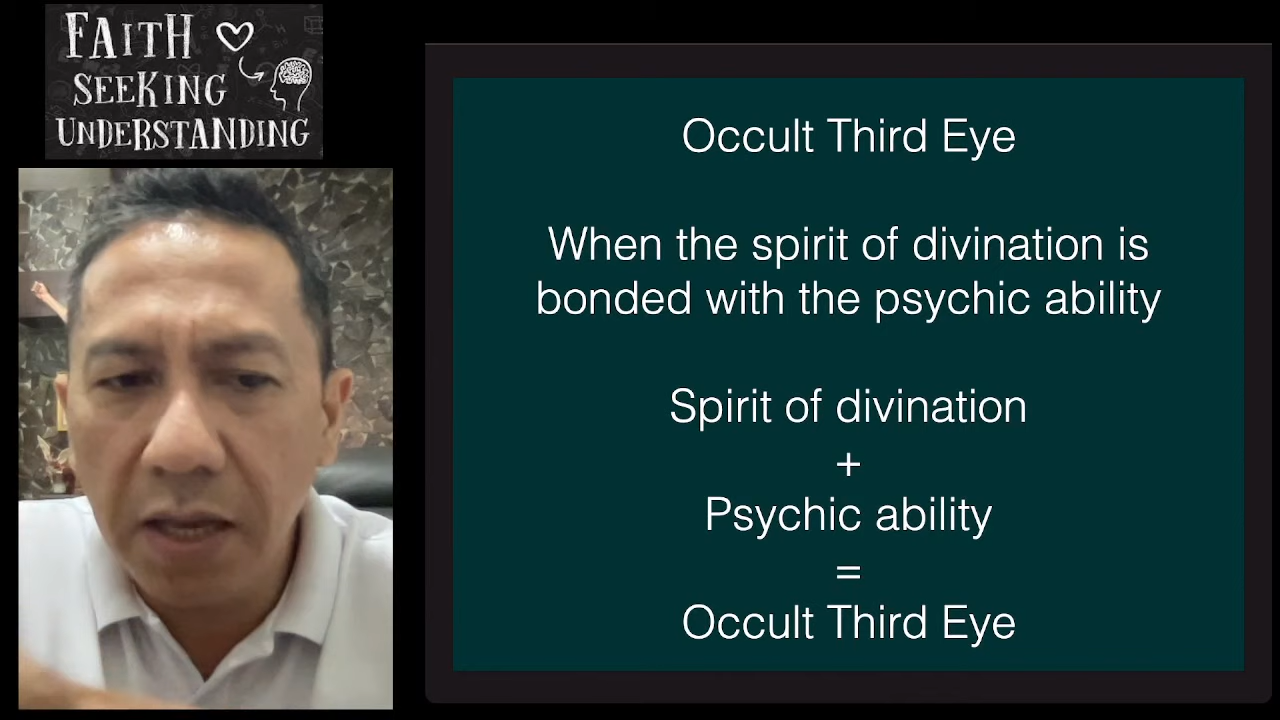 FAITH
SEEKING
UNDERSTANDING
Occult Third Eye
When the spirit of divination is
bonded with the psychic ability
Spirit of divination
+
Psychic ability
=
Occult Third Eye